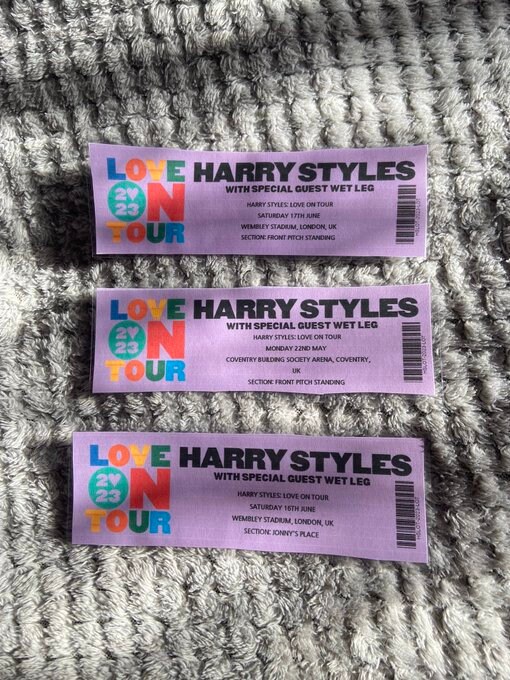 LOVE
2 23
ON
TOUR
HARRY STYLES
WITH SPECIAL GUEST WET LEG
HARRY STYLES: LOVE ON TOUR
SATURDAY 17TH JUNE
WEMBLEY STADIUM, LONDON, UK
SECTION: FRONT PITCH STANDING
LOVE
2 23
ON
TOUR
HARRY STYLES
WITH SPECIAL GUEST WET LEG
HARRY STYLES: LOVE ON TOUR
MONDAY 22ND MAY
COVENTRY BUILDING SOCIETY ARENA, COVENTRY,
UK
SECTION: FRONT PITCH STANDING
LOVE
2 23
ON
TOUR
HARRY STYLES
WITH SPECIAL GUEST WET LEG
HARRY STYLES: LOVE ON TOUR
SATURDAY 16TH JUNE
WEMBLEY STADIUM, LONDON, UK
SECTION: JONNY'S PLACE